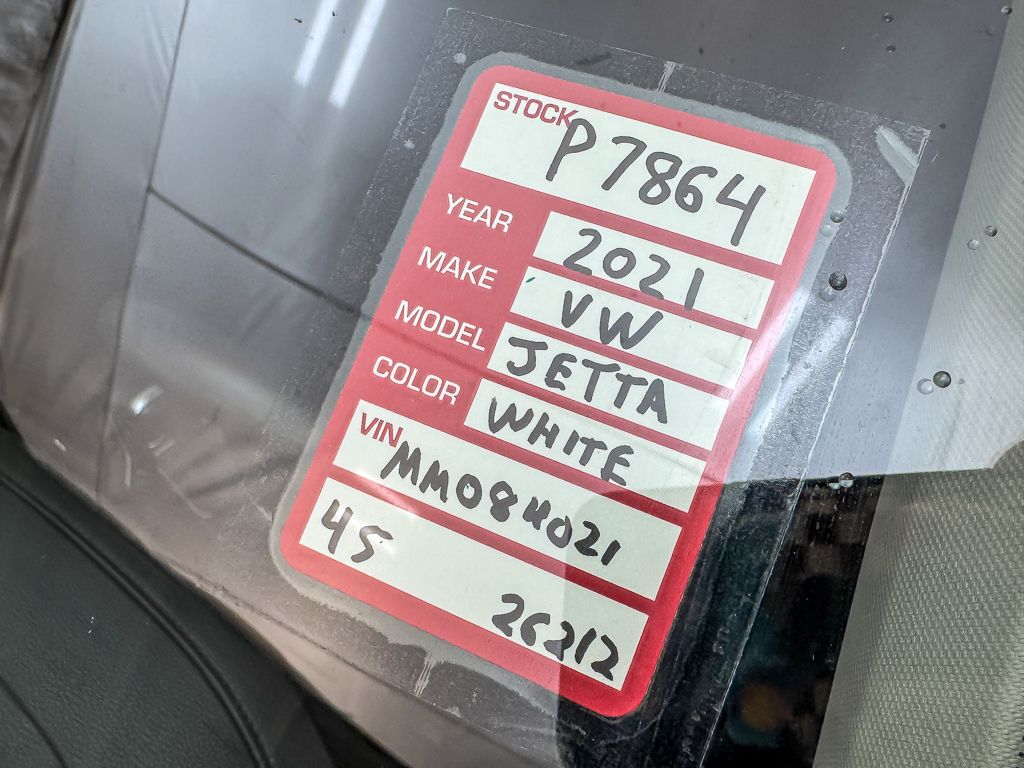 STOCK P7864
YEAR 2021
MAKE VW
MODEL JETTA
COLOR WHITE
VIN MM084021
45
26212